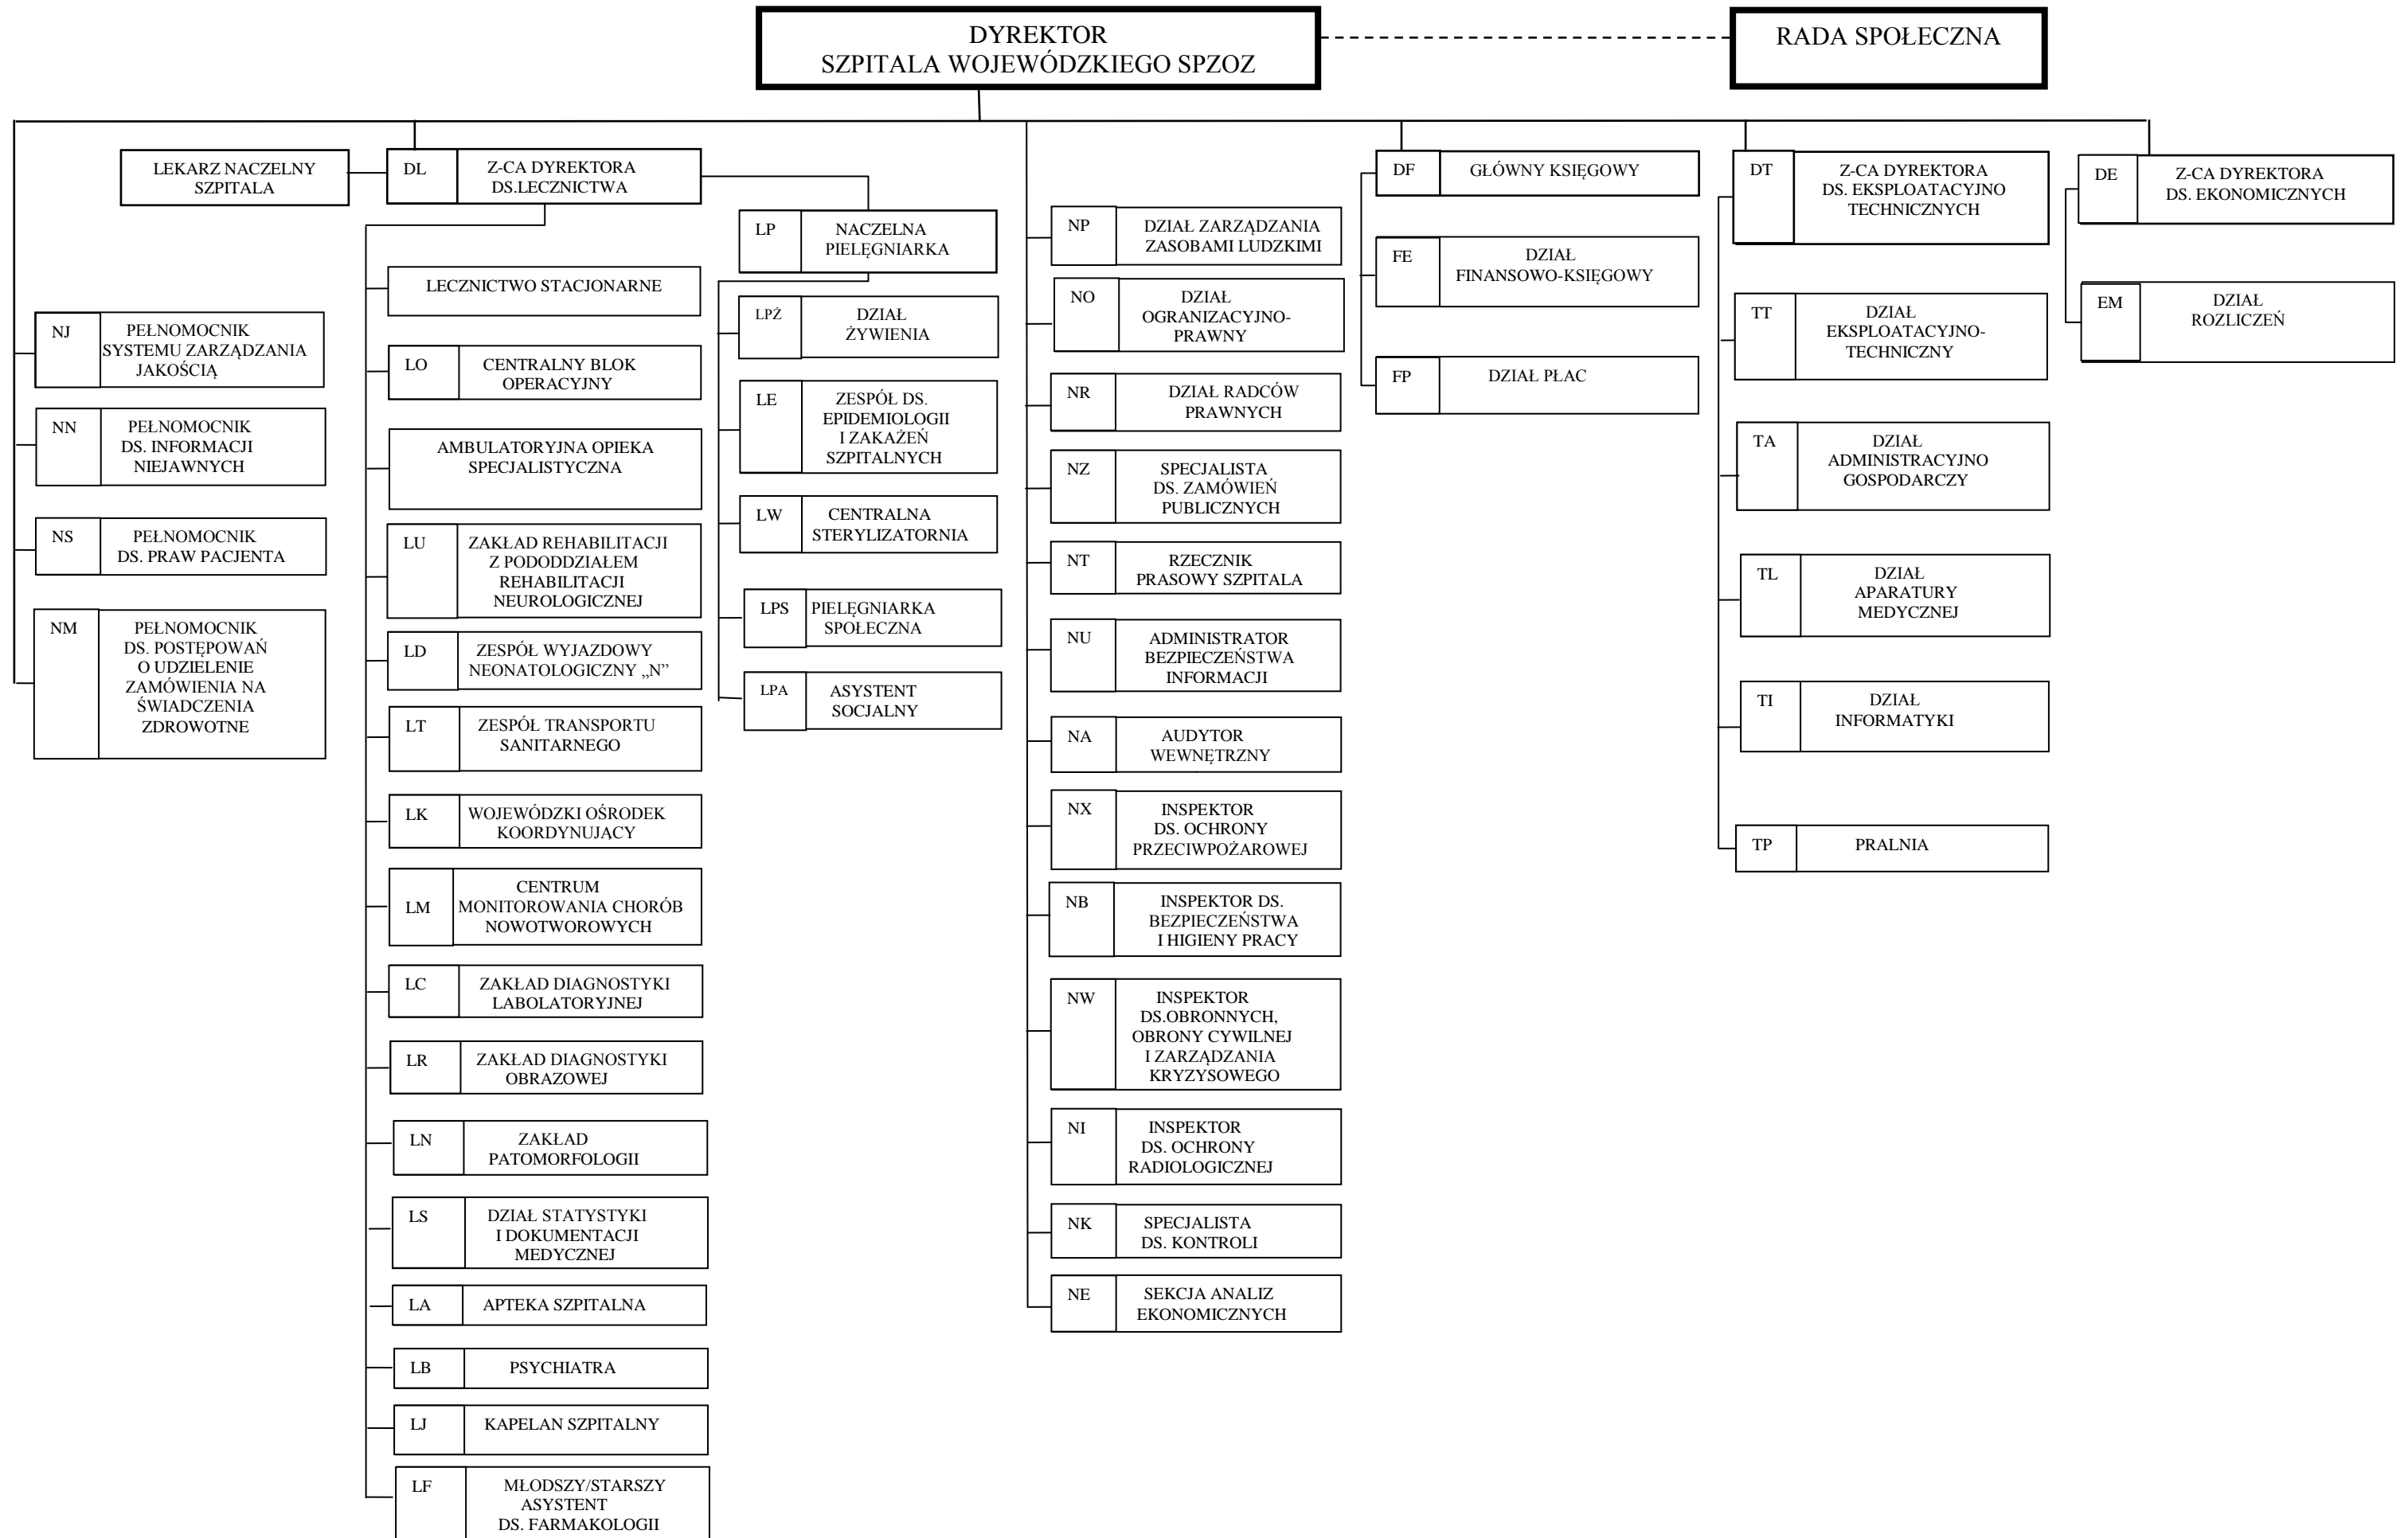 DYREKTOR
SZPITALA WOJEWÓDZKIEGO SPZOZ
RADA SPOŁECZNA
LEKARZ NACZELNY
SZPITALA
DL
Z-CA DYREKTORA
DS.LECZNICTWA
DF
GŁÓWNY KSIĘGOWY
DT
Z-CA DYREKTORA
DS. EKSPLOATACYJNO
TECHNICZNYCH
DE
Z-CA DYREKTORA
DS. EKONOMICZNYCH
NJ
PEŁNOMOCNIK
SYSTEMU ZARZĄDZANIA
JAKOŚCIĄ
NN
PEŁNOMOCNIK
DS. INFORMACJI
NIEJAWNYCH
NS
PEŁNOMOCNIK
DS. PRAW PACJENTA
NM
PEŁNOMOCNIK
DS. POSTĘPOWAŃ
O UDZIELENIE
ZAMÓWIENIA NA
ŚWIADCZENIA
ZDROWOTNE
LECZNICTWO STACJONARNE
LO
CENTRALNY BLOK
OPERACYJNY
AMBULATORYJNA OPIEKA
SPECJALISTYCZNA
LU
ZAKŁAD REHABILITACJI
Z PODODDZIAŁEM
REHABILITACJI
NEUROLOGICZNEJ
LD
ZESPÓŁ WYJAZDOWY
NEONATOLOGICZNY „N”
LT
ZESPÓŁ TRANSPORTU
SANITARNEGO
LK
WOJEWÓDZKI OŚRODEK
KOORDYNUJĄCY
LM
CENTRUM
MONITOROWANIA CHORÓB
NOWOTWOROWYCH
LC
ZAKŁAD DIAGNOSTYKI
LABOLATORYJNEJ
LR
ZAKŁAD DIAGNOSTYKI
OBRAZOWEJ
LN
ZAKŁAD
PATOMORFOLOGII
LS
DZIAŁ STATYSTYKI
I DOKUMENTACJI
MEDYCZNEJ
LA
APTEKA SZPITALNA
LB
PSYCHIATRA
LJ
KAPELAN SZPITALNY
LF
MŁODSZY/STARSZY
ASYSTENT
DS. FARMAKOLOGII
LP
NACZELNA
PIELĘGNIARKA
LPŻ
DZIAŁ
ŻYWIENIA
LE
ZESPÓŁ DS.
EPIDEMIOLOGII
I ZAKAŻEŃ
SZPITALNYCH
LW
CENTRALNA
STERYLIZATORNIA
LPS
PIELĘGNIARKA
SPOŁECZNA
LPA
ASYSTENT
SOCJALNY
NP
DZIAŁ ZARZĄDZANIA
ZASOBAMI LUDZKIMI
NO
DZIAŁ
OGRANIZACYJNO-
PRAWNY
NR
DZIAŁ RADCÓW
PRAWNYCH
NZ
SPECJALISTA
DS. ZAMÓWIEŃ
PUBLICZNYCH
NT
RZECZNIK
PRASOWY SZPITALA
NU
ADMINISTRATOR
BEZPIECZEŃSTWA
INFORMACJI
NA
AUDYTOR
WEWNĘTRZNY
NX
INSPEKTOR
DS. OCHRONY
PRZECIWPOŻAROWEJ
NB
INSPEKTOR DS.
BEZPIECZEŃSTWA
I HIGIENY PRACY
NW
INSPEKTOR
DS.OBRONNYCH,
OBRONY CYWILNEJ
I ZARZĄDZANIA
KRYZYSOWEGO
NI
INSPEKTOR
DS. OCHRONY
RADIOLOGICZNEJ
NK
SPECJALISTA
DS. KONTROLI
NE
SEKCJA ANALIZ
EKONOMICZNYCH
FE
DZIAŁ
FINANSOWO-KSIĘGOWY
FP
DZIAŁ PŁAC
TT
DZIAŁ
EKSPLOATACYJNO-
TECHNICZNY
TA
DZIAŁ
ADMINISTRACYJNO
GOSPODARCZY
TL
DZIAŁ
APARATURY
MEDYCZNEJ
TI
DZIAŁ
INFORMATYKI
TP
PRALNIA
EM
DZIAŁ
ROZLICZEŃ